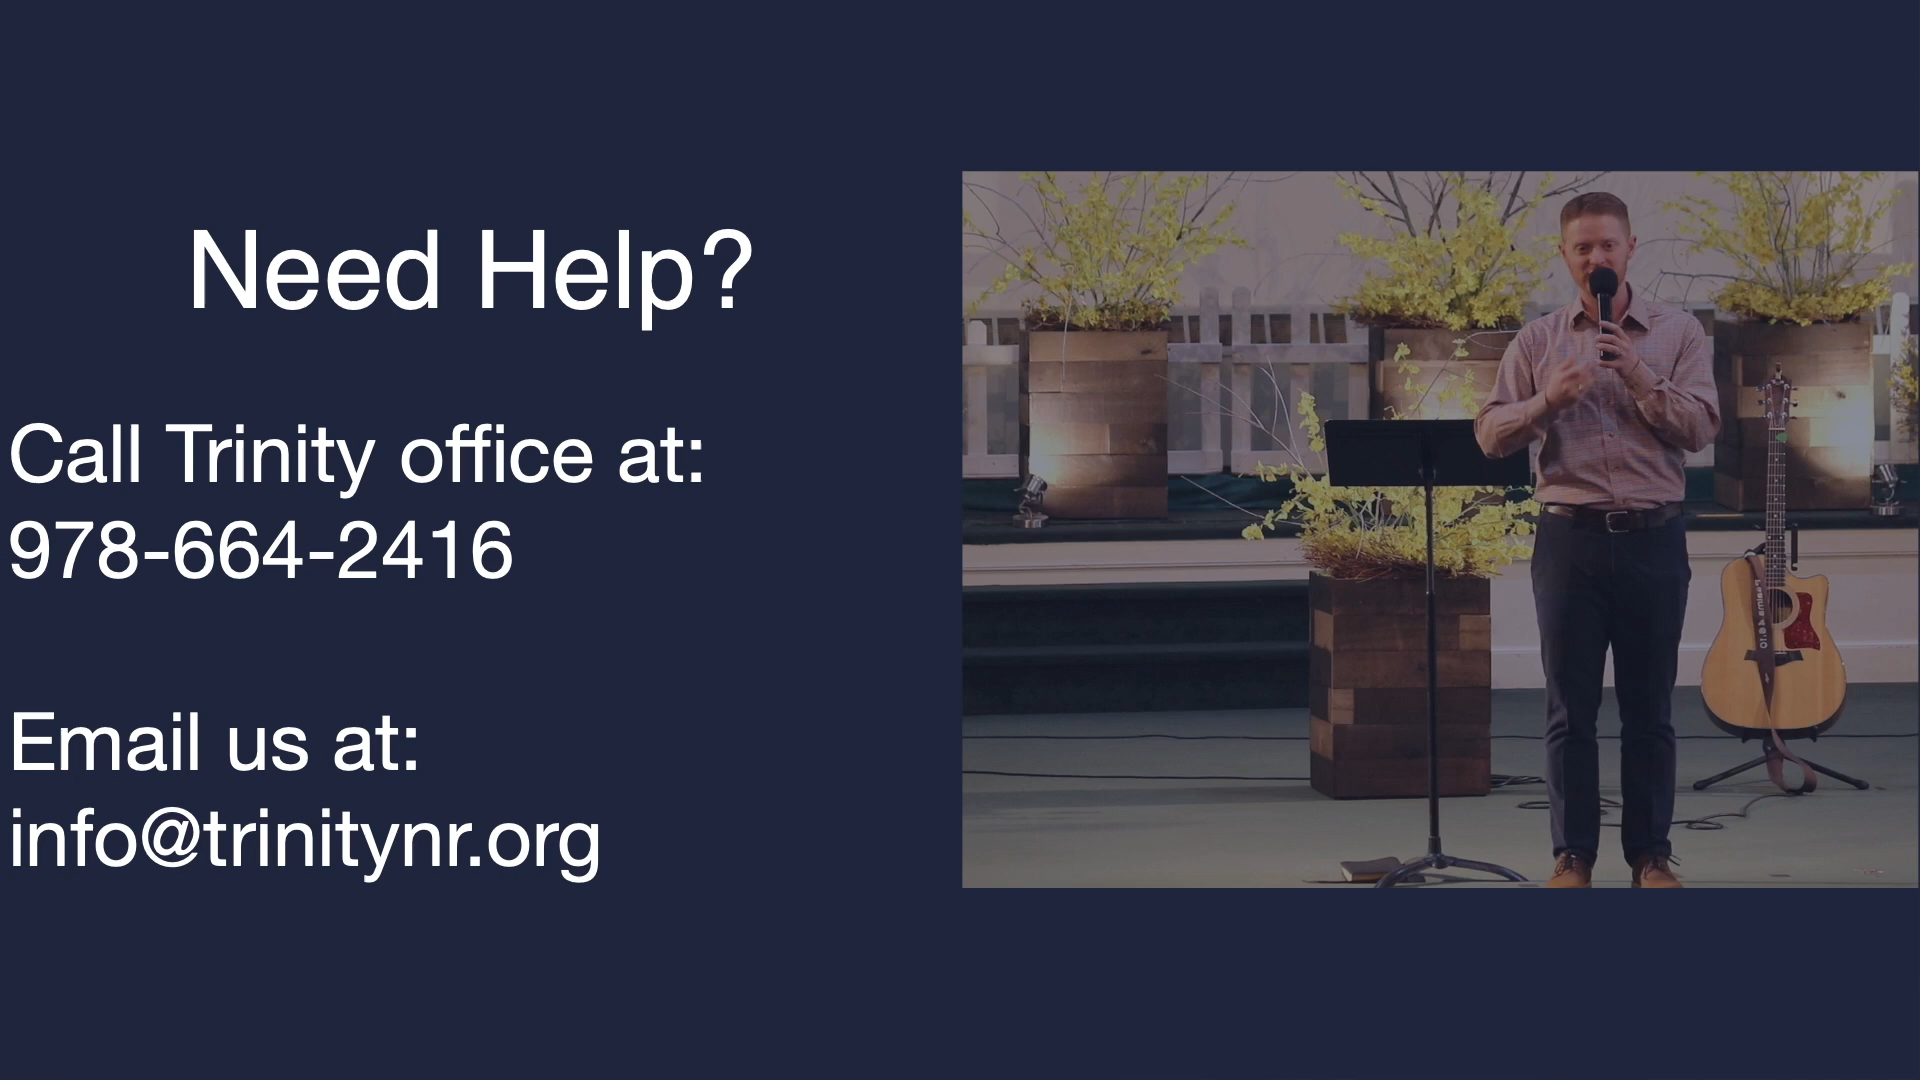 Need Help?
Call Trinity office at:
978-664-2416
Email us at:
info@trinitynr.org